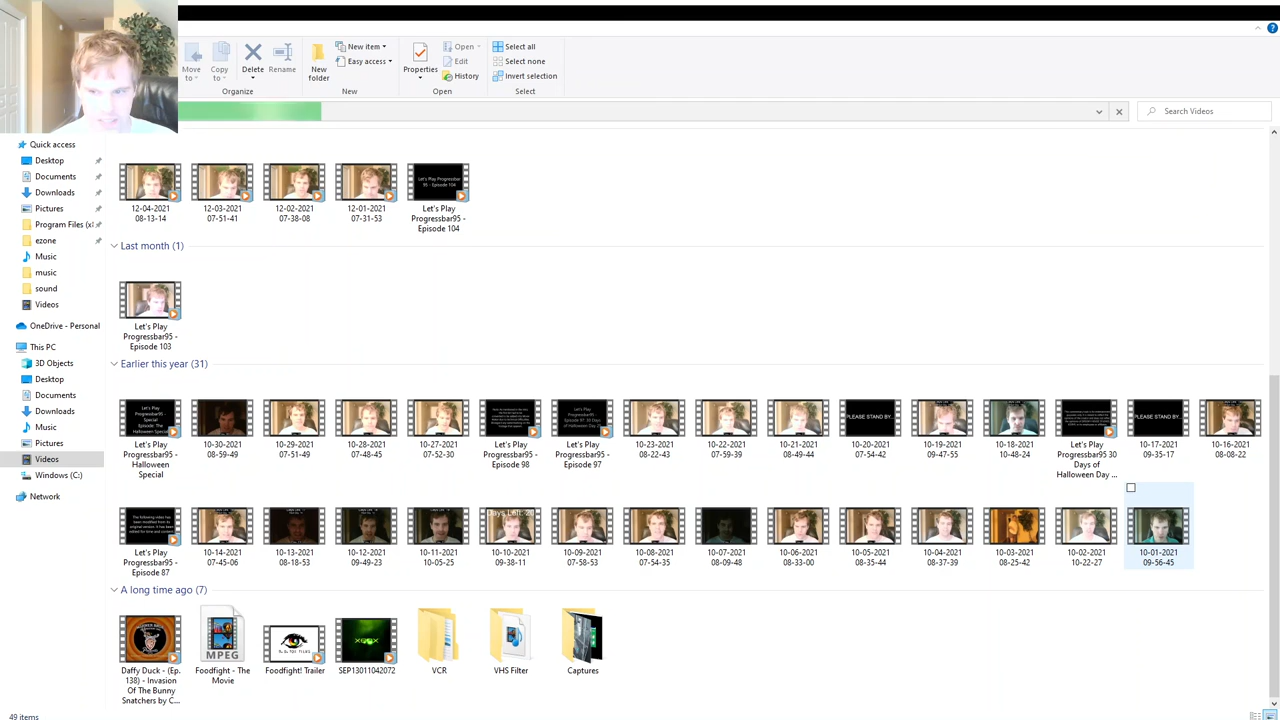 New item
Open
Select all
Easy access
Edit
Select none
Move to
Copy to
Delete
Rename
New folder
Properties
History
Invert selection
Organize
New
Open
Select
Search Videos
Quick access
Desktop
Documents
Downloads
Pictures
Program Files (x
ezone
Music
music
sound
Videos
OneDrive - Personal
This PC
3D Objects
Desktop
Documents
Downloads
Music
Pictures
Videos
Windows (C:)
Network
Let's Play Progressbar95 - Episode 104
12-04-2021 08-13-14
12-03-2021 07-51-41
12-02-2021 07-38-08
12-01-2021 07-31-53
Let's Play Progressbar95 - Episode 104
Last month (1)
Let's Play Progressbar95 - Episode 103
Earlier this year (31)
PLEASE STAND BY...
PLEASE STAND BY...
Let's Play Progressbar95 - Halloween Special
10-30-2021 08-59-49
10-29-2021 07-51-49
10-28-2021 07-48-45
10-27-2021 07-52-30
Let's Play Progressbar95 - Episode 98
Let's Play Progressbar95 - Episode 97
10-23-2021 08-22-43
10-22-2021 07-59-39
10-21-2021 08-49-44
10-20-2021 07-54-42
10-19-2021 09-47-55
10-18-2021 10-48-24
Let's Play Progressbar95 30 Days of Halloween Day ...
10-17-2021 09-35-17
10-16-2021 08-08-22
Let's Play Progressbar95 - Episode 87
10-14-2021 07-45-06
10-13-2021 08-18-53
10-12-2021 09-49-23
10-11-2021 10-05-25
10-10-2021 09-38-11
10-09-2021 07-58-53
10-08-2021 07-54-35
10-07-2021 08-09-48
10-06-2021 08-33-00
10-05-2021 08-35-44
10-04-2021 08-37-39
10-03-2021 08-25-42
10-02-2021 10-22-27
10-01-2021 09-56-45
A long time ago (7)
MPEG
XBOX
Daffy Duck - (Ep. 138) - Invasion Of The Bunny Snatchers by C...
Foodfight - The Movie
Foodfight! Trailer
SEP13011042072
VCR
VHS Filter
Captures
49 items